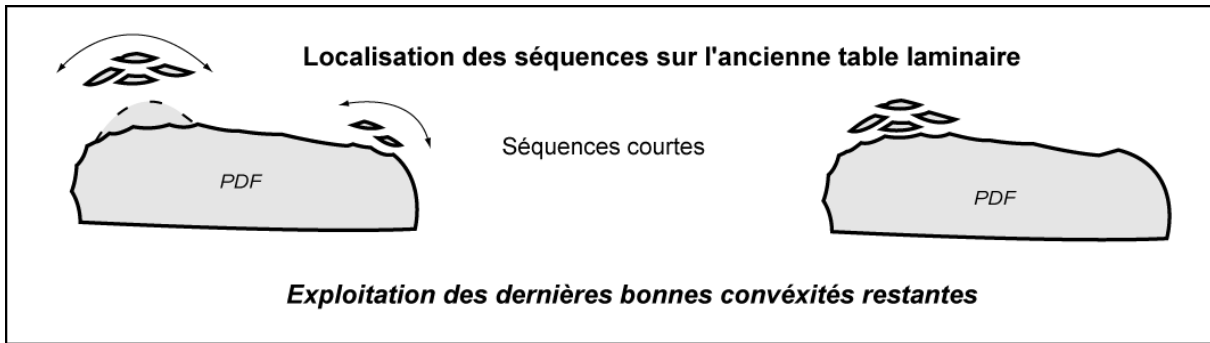 Localisation des séquences sur l'ancienne table laminaire
Séquences courtes
PDF
PDF
Exploitation des dernières bonnes convéxités restantes